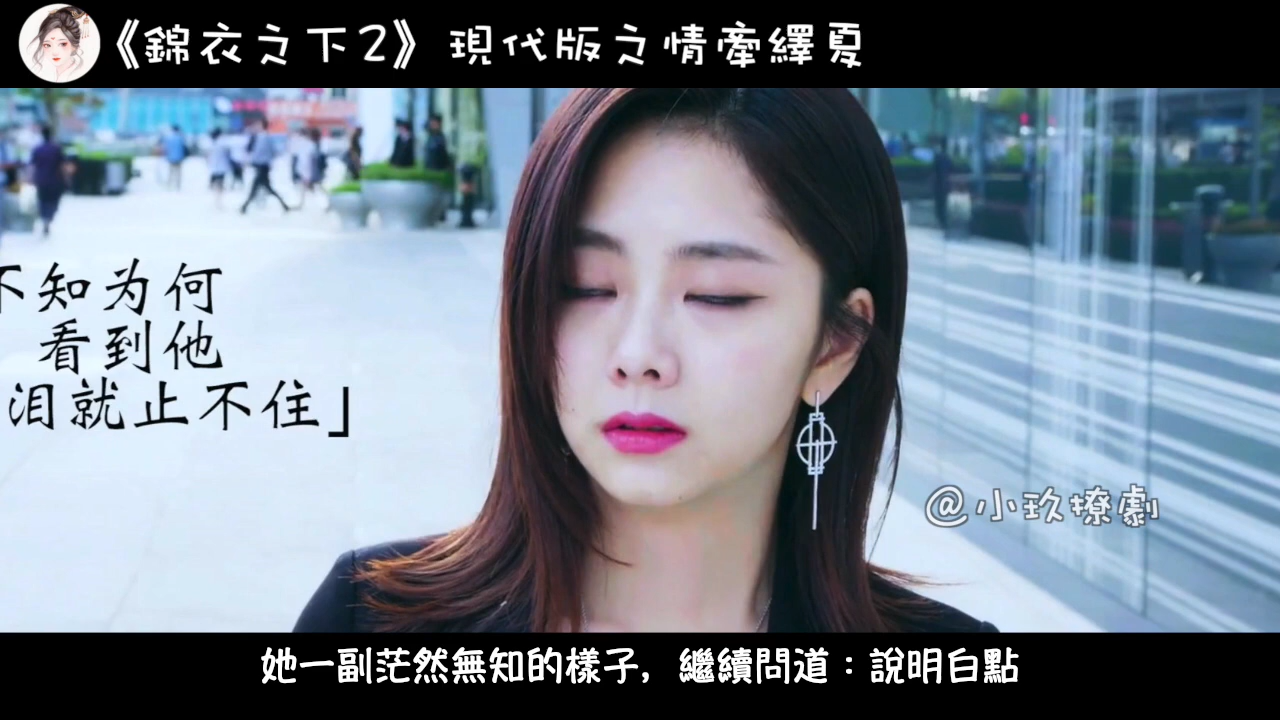 《錦衣之下2》現代版之情牽繹夏
不知为何
看到他
泪就止不住」
@小玖撩劇
她一副茫然無知的樣子，繼續問道：說明白點